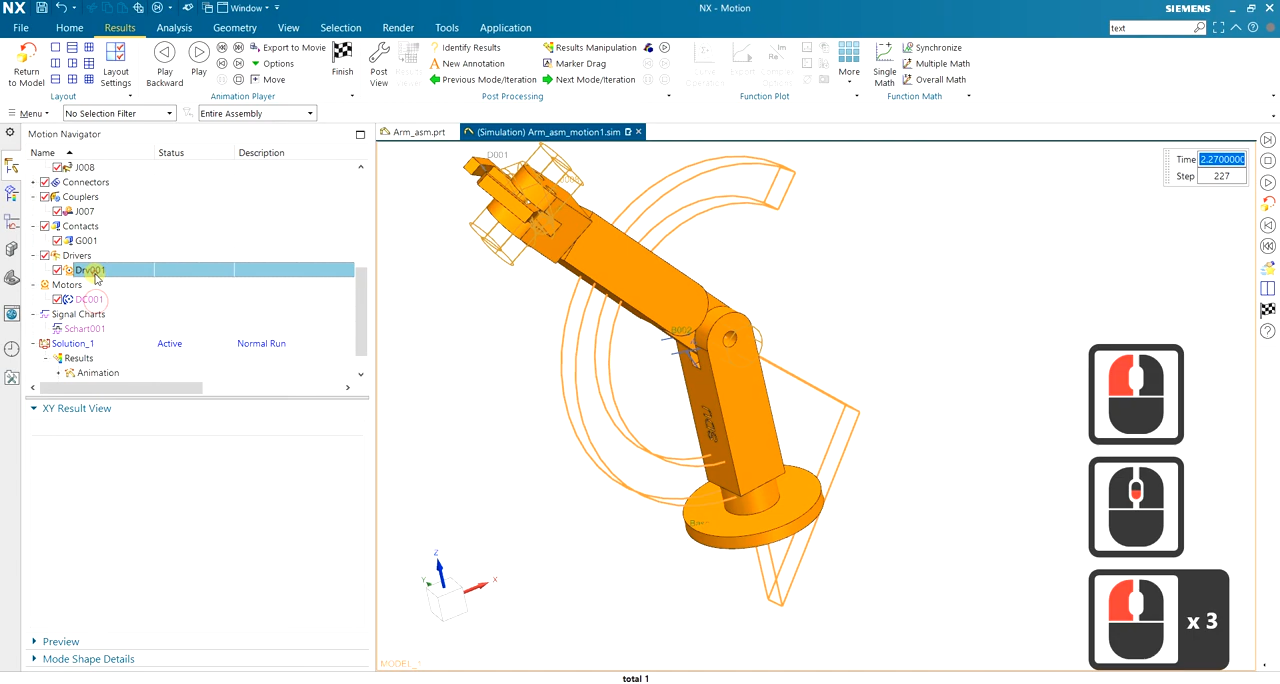 NX Window NX - Motion SIEMENS
File Home Results Analysis Geometry View Selection Render Tools Application text
Return to Model
Layout Settings
Layout
Play Backward
Play
Export to Movie
Options
Move
Animation Player
Finish
Post View
Identify Results
New Annotation
Previous Mode/Iteration
Results Manipulation
Marker Drag
Next Mode/Iteration
Post Processing
More
Function Plot
Single Math
Synchronize
Multiple Math
Overall Math
Function Math
Menu No Selection Filter Entire Assembly
Motion Navigator
Arm_asm.prt (Simulation) Arm_asm_motion1.sim
Name Status Description
J008
Connectors
Couplers
J007
Contacts
G001
Drivers
Drv001
Motors
DC001
Signal Charts
Schart001
Solution_1 Active Normal Run
Results
Animation
XY Result View
Preview
Mode Shape Details
Time 2.2700000
Step 227
D001
Z
Y
X
MODEL_1
x 3
total 1